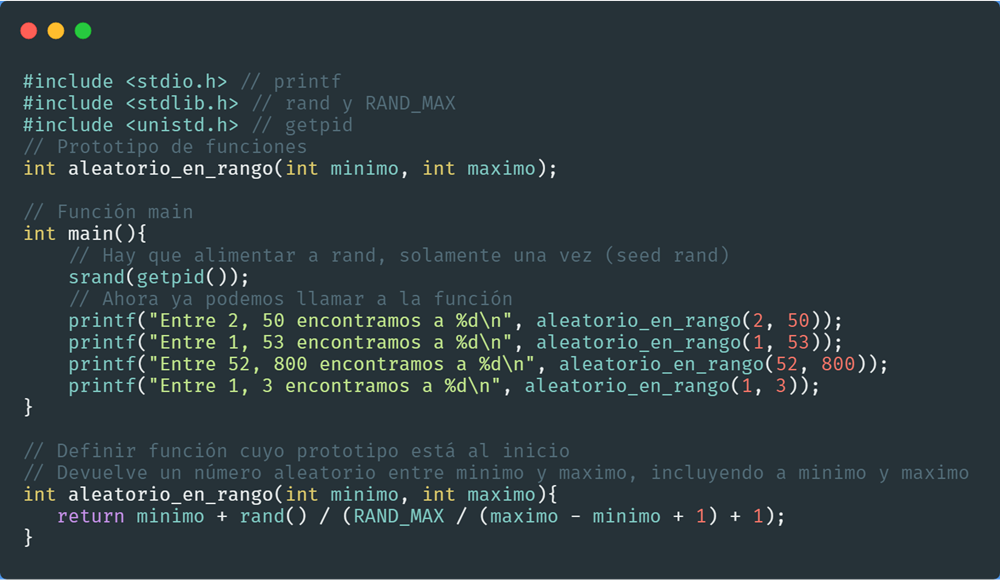 #include <stdio.h> // printf
#include <stdlib.h> // rand y RAND_MAX
#include <unistd.h> // getpid
// Prototipo de funciones
int aleatorio_en_rango(int minimo, int maximo);

// Función main
int main(){
    // Hay que alimentar a rand, solamente una vez (seed rand)
    srand(getpid());
    // Ahora ya podemos llamar a la función
    printf("Entre 2, 50 encontramos a %d\n", aleatorio_en_rango(2, 50));
    printf("Entre 1, 53 encontramos a %d\n", aleatorio_en_rango(1, 53));
    printf("Entre 52, 800 encontramos a %d\n", aleatorio_en_rango(52, 800));
    printf("Entre 1, 3 encontramos a %d\n", aleatorio_en_rango(1, 3));
}

// Definir función cuyo prototipo está al inicio
// Devuelve un número aleatorio entre minimo y maximo, incluyendo a minimo y maximo
int aleatorio_en_rango(int minimo, int maximo){
   return minimo + rand() / (RAND_MAX / (maximo - minimo + 1) + 1);
}